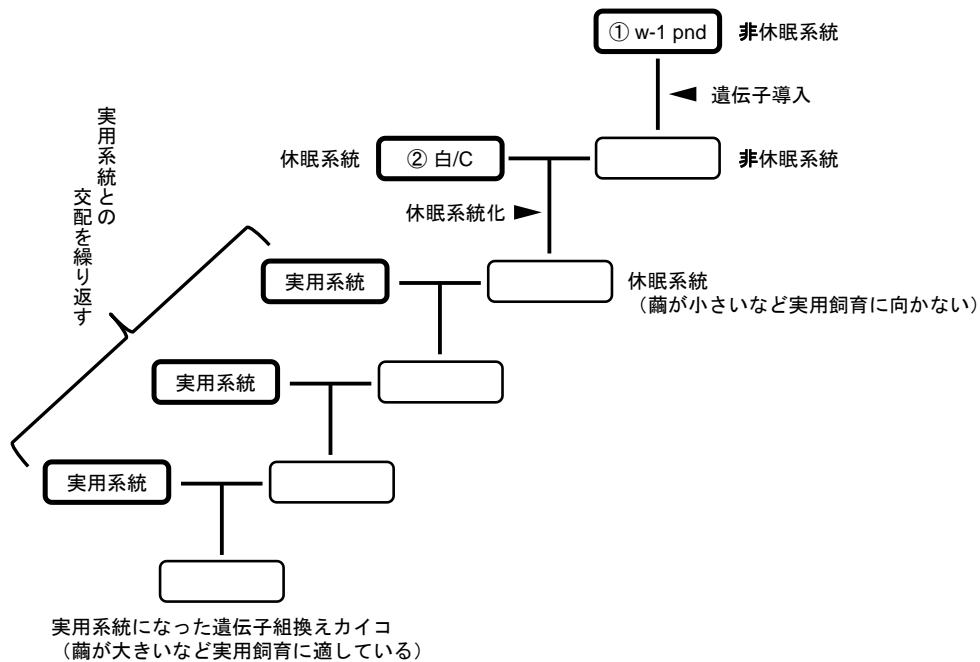 ① w-1 pnd
非休眠系統
遺伝子導入
休眠系統
② 白/C
非休眠系統
休眠系統化
実用系統との
交配を繰り返す
実用系統
休眠系統
（繭が小さいなど実用飼育に向かない）
実用系統
実用系統
実用系統になった遺伝子組換えカイコ
（繭が大きいなど実用飼育に適している）